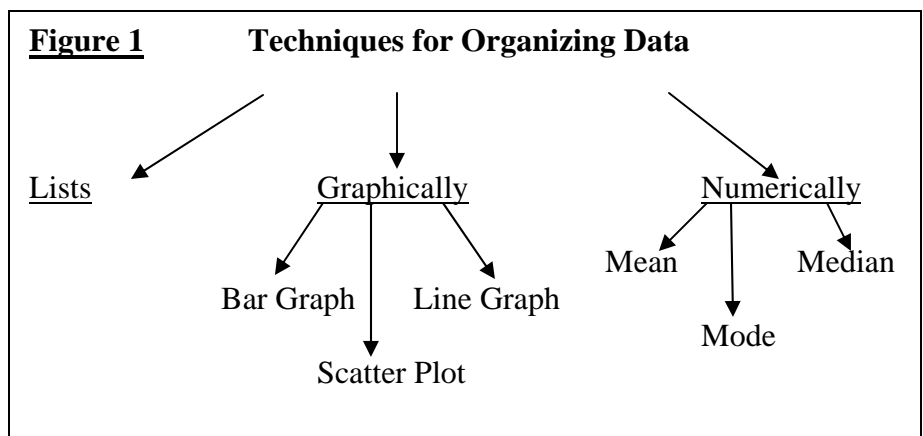 Figure 1 Techniques for Organizing Data
Lists Graphically Numerically
Mean Median
Bar Graph Line Graph
Mode
Scatter Plot